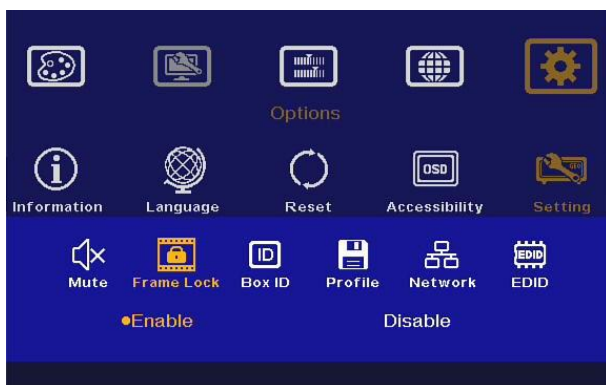 Options
i
OSD
GEO
Information Language Reset Accessibility Setting
ID EDID
Mute Frame Lock Box ID Profile Network EDID
●Enable Disable